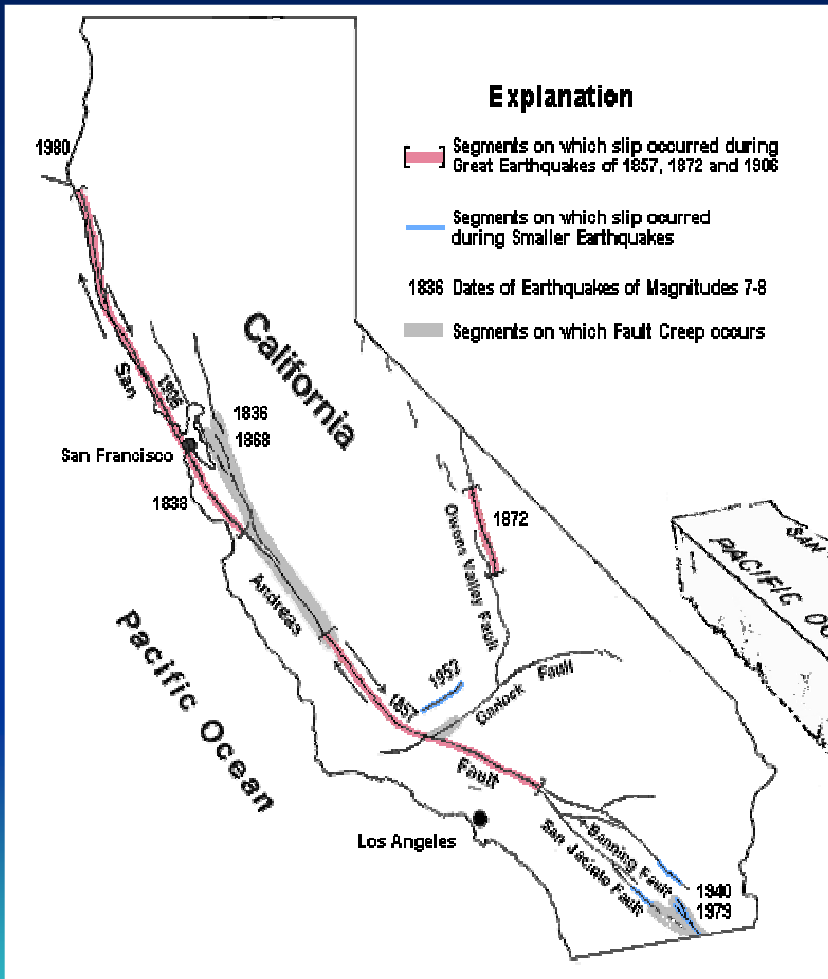 Explanation
Segments on which slip occurred during
Great Earthquakes of 1857, 1872 and 1906
Segments on which slip ocurred
during Smaller Earthquakes
1836 Dates of Earthquakes of Magnitudes 7-8
Segments on which Fault Creep occurs
1980
California
San
1906
1836
1868
San Francisco
1838
1872
Owens Valley Fault
Andreas
Pacific Ocean
1952
1857
Garlock Fault
Fault
Los Angeles
Banning Fault
San Jacinto Fault
1940
1979
SAN
PACIFIC